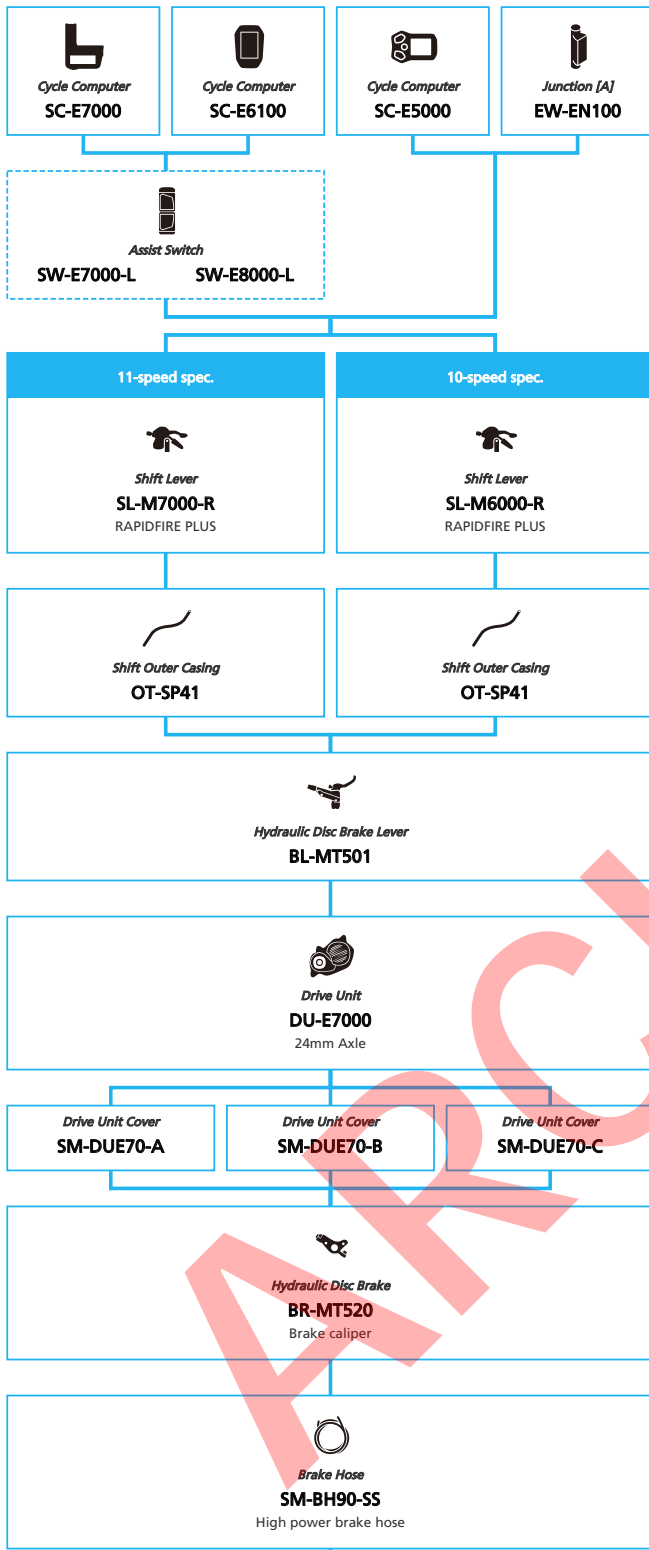 Cycle Computer
SC-E7000
Cycle Computer
SC-E6100
Cycle Computer
SC-E5000
Junction [A]
EW-EN100
Assist Switch
SW-E7000-L SW-E8000-L
11-speed spec.
10-speed spec.
Shift Lever
SL-M7000-R
RAPIDFIRE PLUS
Shift Lever
SL-M6000-R
RAPIDFIRE PLUS
Shift Outer Casing
OT-SP41
Shift Outer Casing
OT-SP41
Hydraulic Disc Brake Lever
BL-MT501
Drive Unit
DU-E7000
24mm Axle
Drive Unit Cover
SM-DUE70-A
Drive Unit Cover
SM-DUE70-B
Drive Unit Cover
SM-DUE70-C
Hydraulic Disc Brake
BR-MT520
Brake caliper
Brake Hose
SM-BH90-SS
High power brake hose